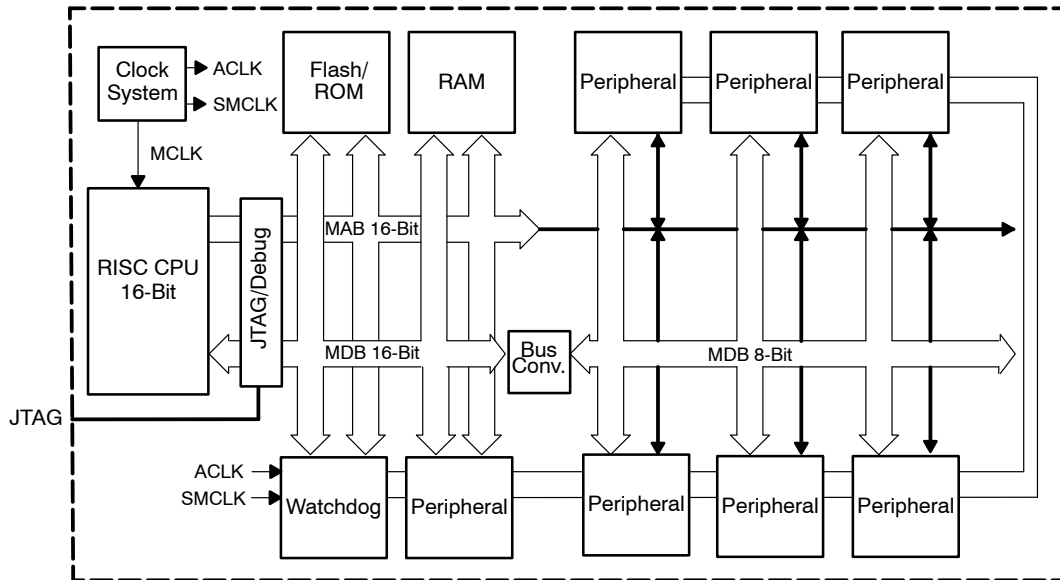 Clock
System
ACLK
SMCLK
MCLK
Flash/
ROM
RAM
Peripheral
Peripheral
Peripheral
RISC CPU
16-Bit
JTAG/Debug
MAB 16-Bit
MDB 16-Bit
Bus
Conv.
MDB 8-Bit
JTAG
ACLK
SMCLK
Watchdog
Peripheral
Peripheral
Peripheral
Peripheral